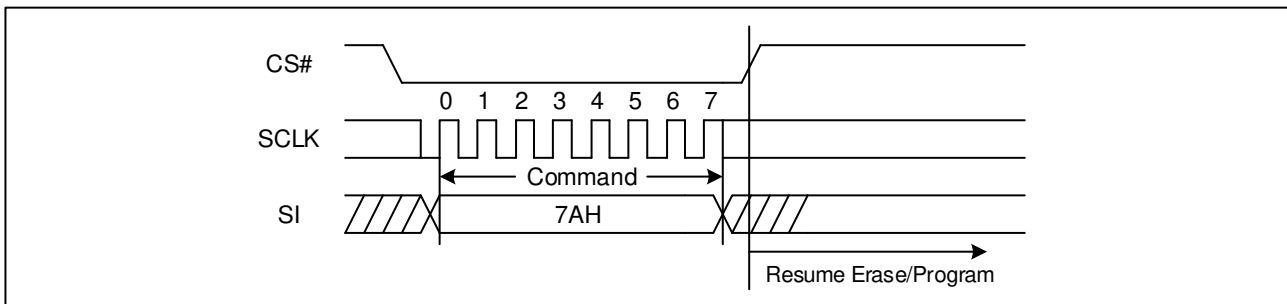 CS#
0 1 2 3 4 5 6 7
SCLK
Command
SI
7AH
Resume Erase/Program